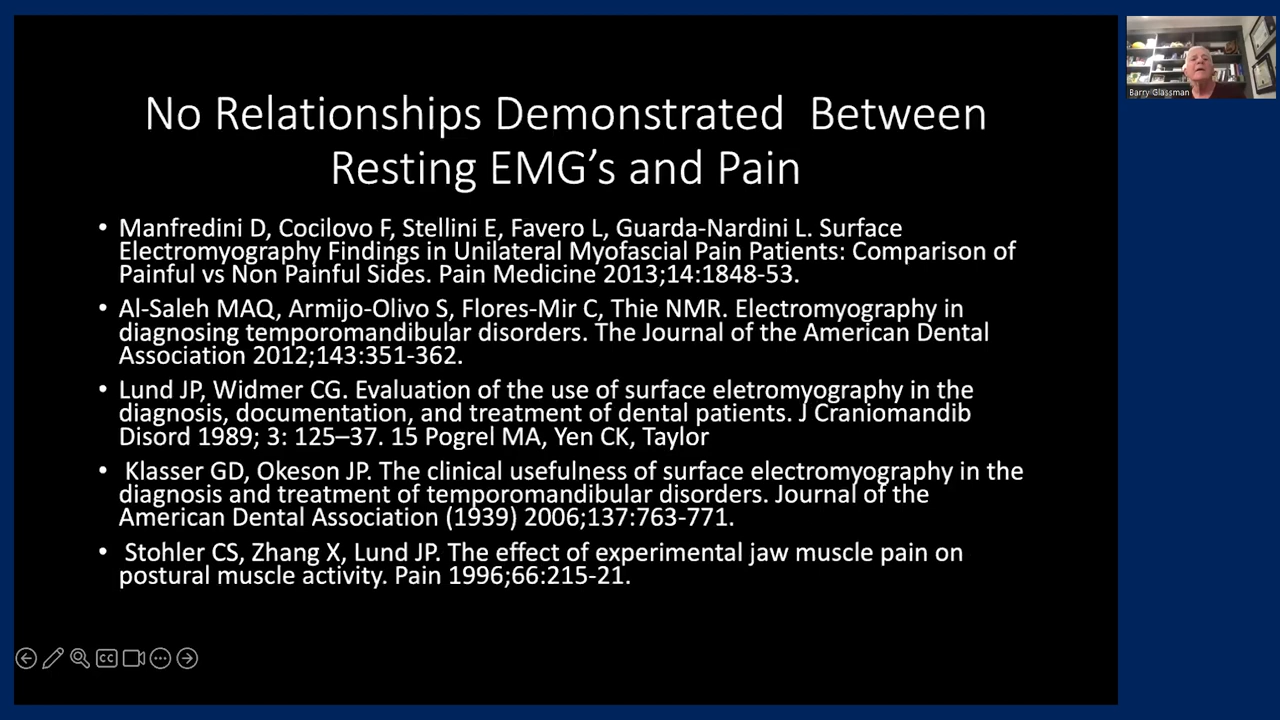 No Relationships Demonstrated Between
Resting EMG's and Pain
• Manfredini D, Cocilovo F, Stellini E, Favero L, Guarda-Nardini L. Surface
Electromyography Findings in Unilateral Myofascial Pain Patients: Comparison of
Painful vs Non Painful Sides. Pain Medicine 2013;14:1848-53.
• Al-Saleh MAQ, Armijo-Olivo S, Flores-Mir C, Thie NMR. Electromyography in
diagnosing temporomandibular disorders. The Journal of the American Dental
Association 2012;143:351-362.
• Lund JP, Widmer CG. Evaluation of the use of surface eletromyography in the
diagnosis, documentation, and treatment of dental patients. J Craniomandib
Disord 1989; 3: 125–37. 15 Pogrel MA, Yen CK, Taylor
• Klasser GD, Okeson JP. The clinical usefulness of surface electromyography in the
diagnosis and treatment of temporomandibular disorders. Journal of the
American Dental Association (1939) 2006;137:763-771.
• Stohler CS, Zhang X, Lund JP. The effect of experimental jaw muscle pain on
postural muscle activity. Pain 1996;66:215-21.
CC
Barry Glassman